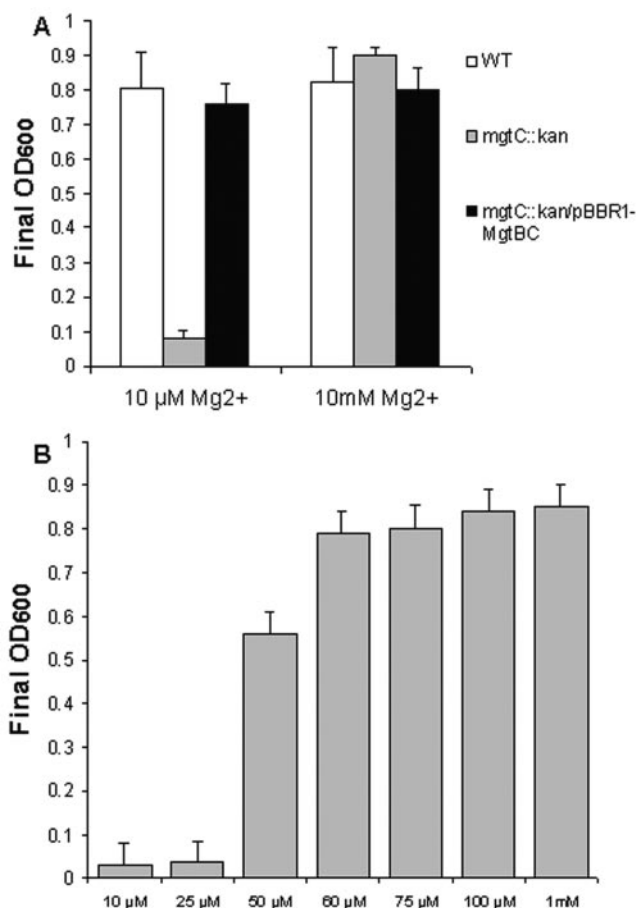 A
Final OD600
1
0.9
0.8
0.7
0.6
0.5
0.4
0.3
0.2
0.1
0
10 µM Mg2+
10mM Mg2+
WT
mgtC::kan
mgtC::kan/pBBR1-
MgtBC
B
Final OD600
1
0.9
0.8
0.7
0.6
0.5
0.4
0.3
0.2
0.1
0
10 µM
25 µM
50 µM
60 µM
75 µM
100 µM
1mM